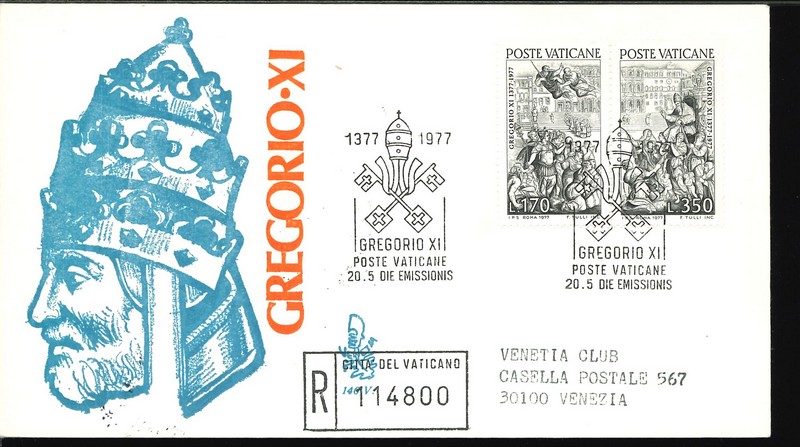 GREGORIO·XI
1377 1977
GREGORIO XI
POSTE VATICANE
20.5 DIE EMISSIONIS
POSTE VATICANE
GREGORIO XI 1377-1977
L.170
I.P.S. ROMA 1977 F. TULLI INC.
POSTE VATICANE
GREGORIO XI 1377-1977
L.350
1977 F. TULLI INC.
1377 1977
GREGORIO XI
POSTE VATICANE
20.5 DIE EMISSIONIS
R
CITTÀ DEL VATICANO
114800
VENETIA CLUB
CASELLA POSTALE 567
30100 VENEZIA